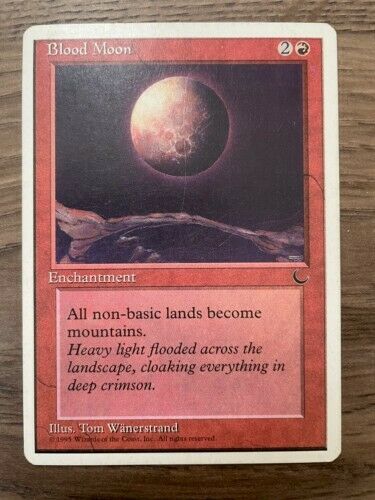 Blood Moon 2
Enchantment
All non-basic lands become
mountains.
Heavy light flooded across the
landscape, cloaking everything in
deep crimson.
Illus. Tom Wänerstrand
© 1995 Wizards of the Coast, Inc. All rights reserved.